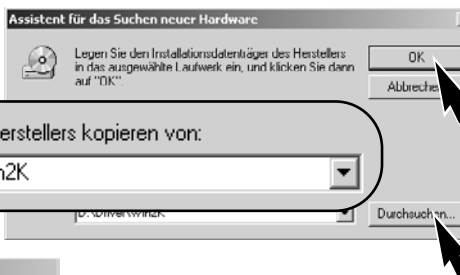 Assistent für das Suchen neuer Hardware
Legen Sie den Installationsdatenträger des Herstellers
in das ausgewählte Laufwerk ein, und klicken Sie dann
auf "OK".
OK
Abbreche
erstellers kopieren von:
n2K
D:\Driver\Win2K
Durchsuchen...